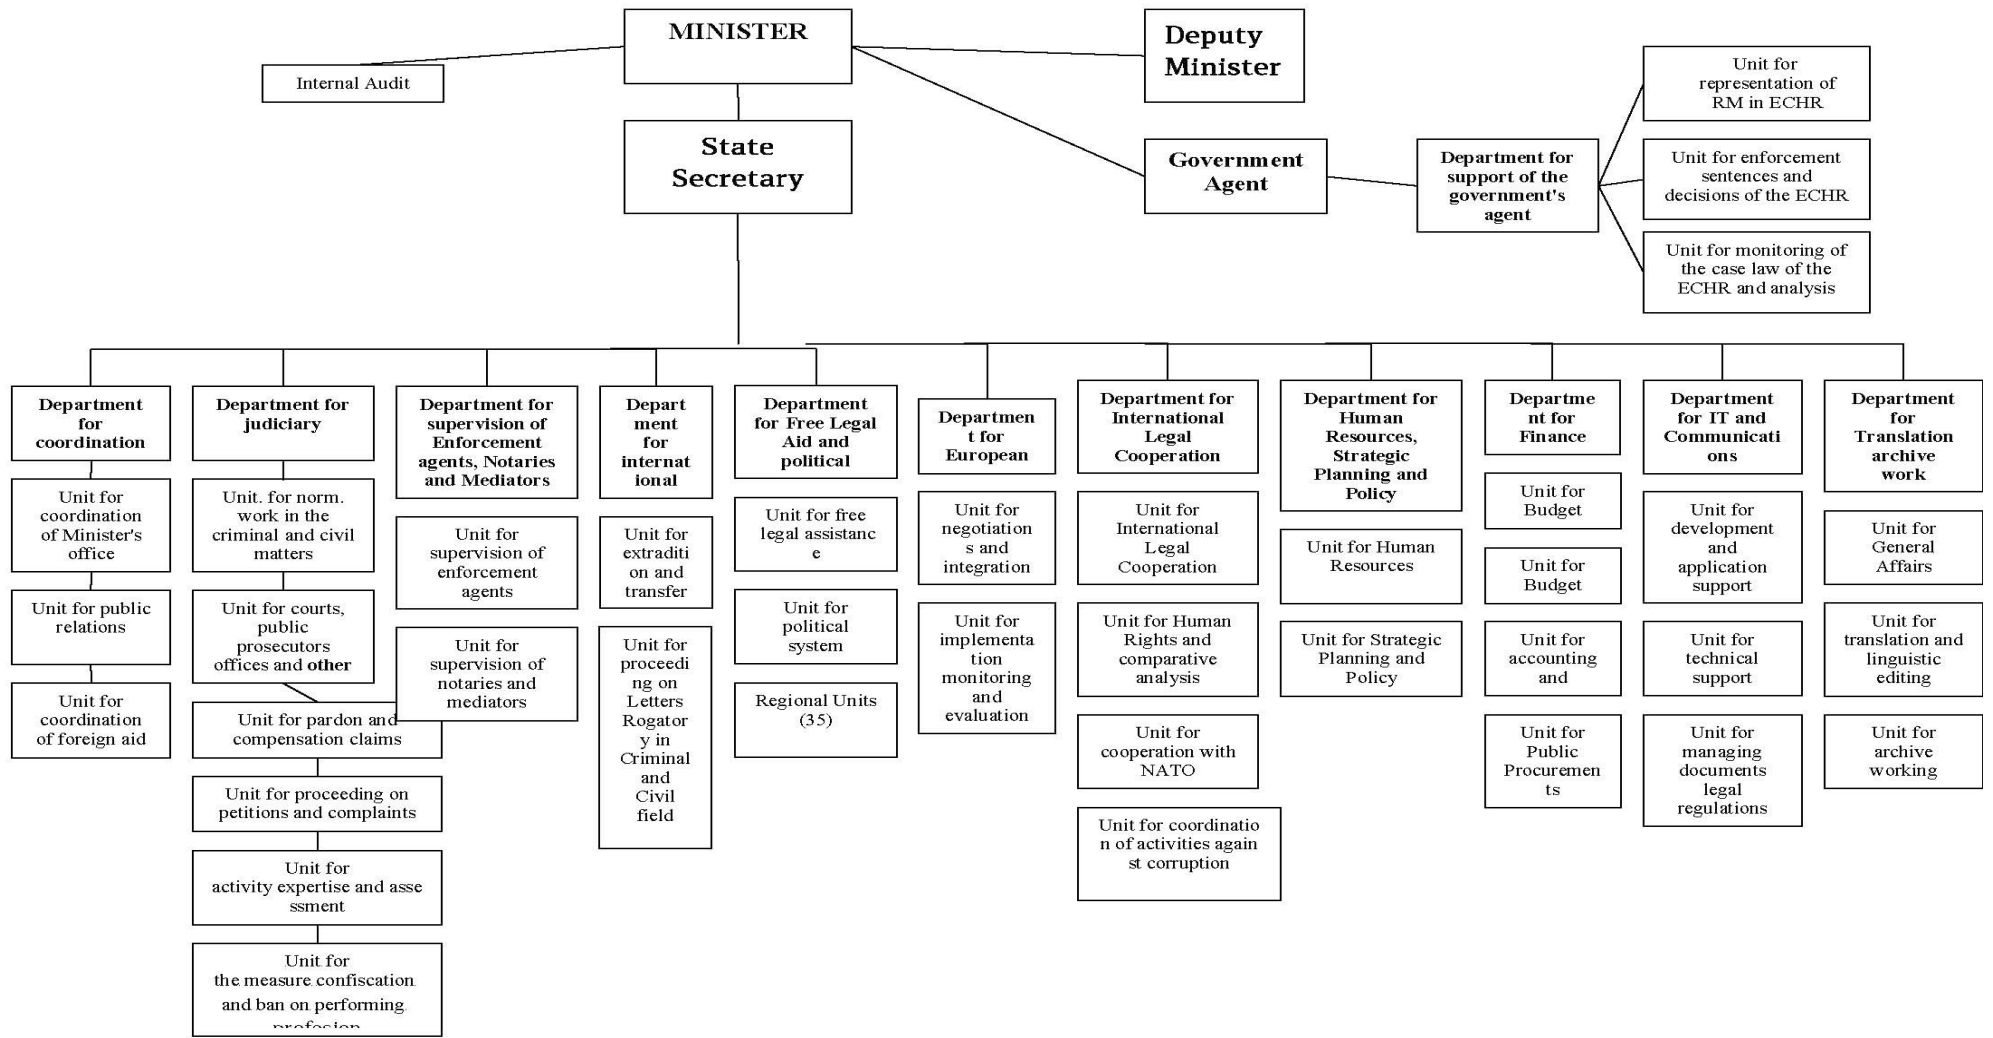 MINISTER
Deputy
Minister
Internal Audit
State
Secretary
Government
Agent
Department for
support of the
government's
agent
Unit for
representation of
RM in ECHR
Unit for enforcement
sentences and
decisions of the ECHR
Unit for monitoring of
the case law of the
ECHR and analysis
Department
for
coordination
Unit for
coordination
of Minister's
office
Unit for public
relations
Unit for
coordination
of foreign aid
Department for
judiciary
Unit. for norm.
work in the
criminal and civil
matters
Unit for courts,
public
prosecutors
offices and other
Unit for pardon and
compensation claims
Unit for proceeding on
petitions and complaints
Unit for
activity expertise and asse
ssment
Unit for
the measure confiscation
and ban on performing
profesion
Department for
supervision of
Enforcement
agents, Notaries
and Mediators
Unit for
supervision of
enforcement
agents
Unit for
supervision of
notaries and
mediators
Depart
ment
for
internat
ional
Unit for
extraditi
on and
transfer
Unit for
proceedi
ng on
Letters
Rogator
y in
Criminal
and
Civil
field
Department
for Free Legal
Aid and
political
Unit for free
legal assistanc
e
Unit for
political
system
Regional Units
(35)
Departmen
t for
European
Unit for
negotiation
s and
integration
Unit for
implementa
tion
monitoring
and
evaluation
Department for
International
Legal
Cooperation
Unit for
International
Legal
Cooperation
Unit for Human
Rights and
comparative
analysis
Unit for
cooperation with
NATO
Unit for coordinatio
n of activities again
st corruption
Department for
Human
Resources,
Strategic
Planning and
Policy
Unit for Human
Resources
Unit for Strategic
Planning and
Policy
Departme
nt for
Finance
Unit for
Budget
Unit for
Budget
Unit for
accounting
and
Unit for
Public
Procuremen
ts
Department
for IT and
Communicati
ons
Unit for
development
and
application
support
Unit for
technical
support
Unit for
managing
documents
legal
regulations
Department
for
Translation
archive
work
Unit for
General
Affairs
Unit for
translation and
linguistic
editing
Unit for
archive
working